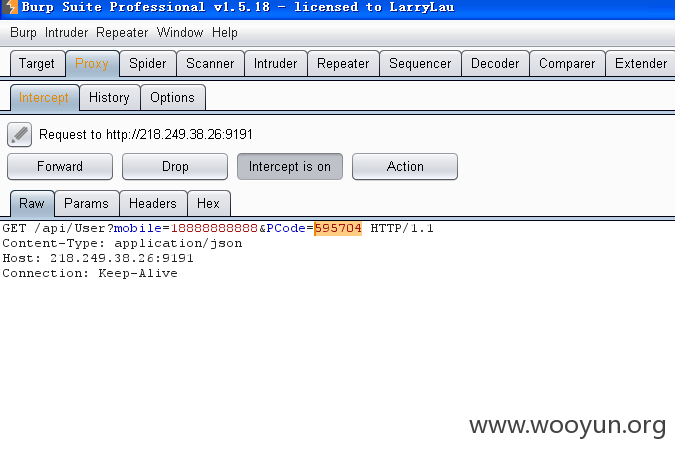 Burp Suite Professional v1.5.18 - licensed to LarryLau
Burp Intruder Repeater Window Help
Target Proxy Spider Scanner Intruder Repeater Sequencer Decoder Comparer Extender
Intercept History Options
Request to http://218.249.38.26:9191
Forward Drop Intercept is on Action
Raw Params Headers Hex
GET /api/User?mobile=18888888888&PCode=595704 HTTP/1.1
Content-Type: application/json
Host: 218.249.38.26:9191
Connection: Keep-Alive
www.wooyun.org